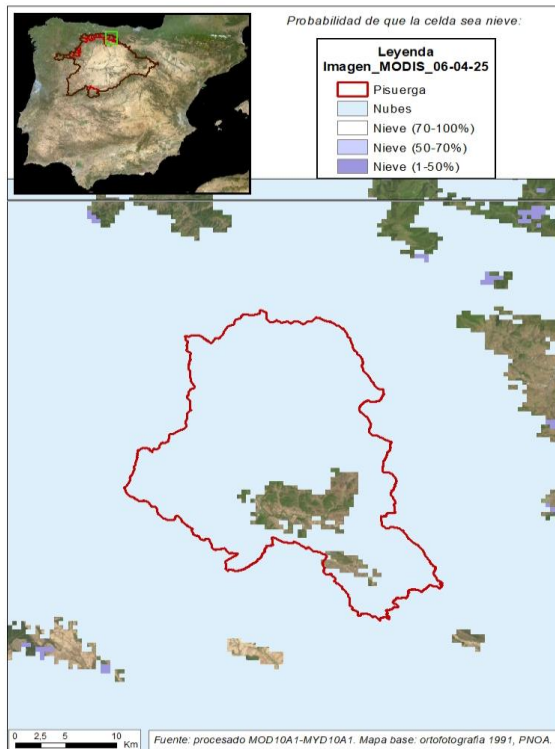 Probabilidad de que la celda sea nieve:
Leyenda
Imagen_MODIS_06-04-25
Pisuerga
Nubes
Nieve (70-100%)
Nieve (50-70%)
Nieve (1-50%)
0 2,5 5 10
Km
Fuente: procesado MOD10A1-MYD10A1. Mapa base: ortofotografía 1991, PNOA.